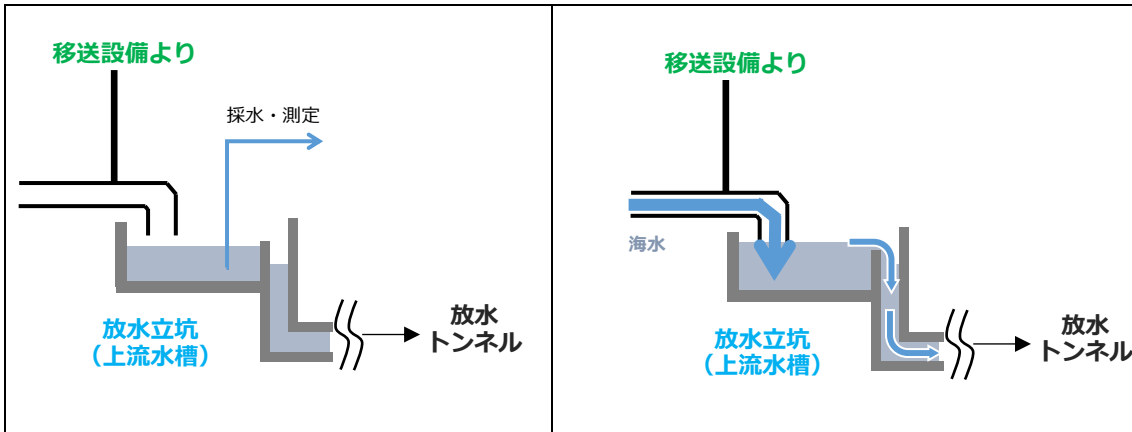 移送設備より
採水・測定
放水立坑
（上流水槽）
放水
トンネル
移送設備より
海水
放水立坑
（上流水槽）
放水
トンネル